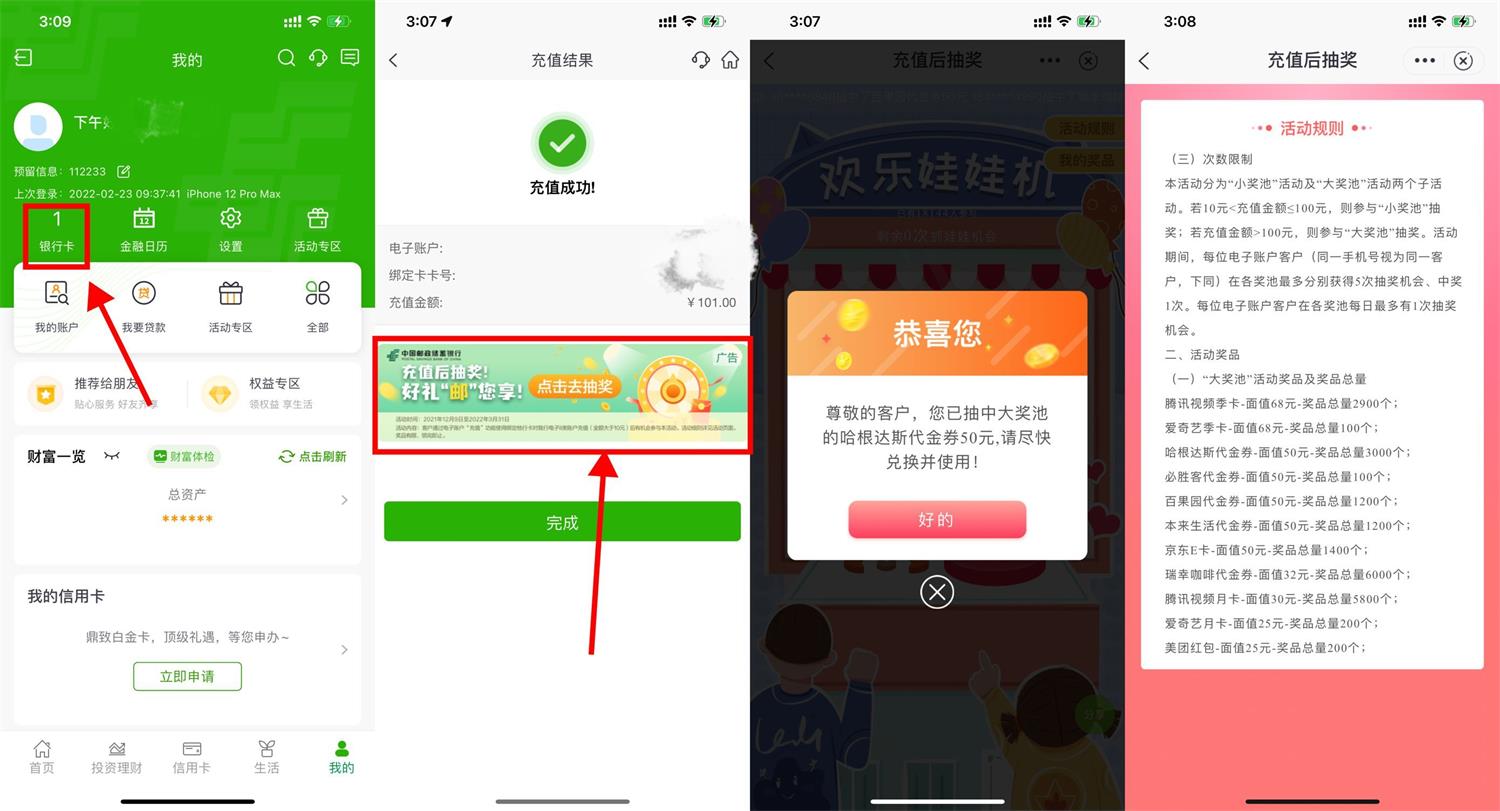 3:09
我的
下午
预留信息：112233
上次登录：2022-02-23 09:37:41 iPhone 12 Pro Max
1
12
银行卡
金融日历
设置
活动专区
贷
我的账户
我要贷款
活动专区
全部
推荐给朋友
贴心服务 好友齐享
权益专区
领权益 享生活
财富一览
财富体检
点击刷新
总资产
******
我的信用卡
鼎致白金卡，顶级礼遇，等您申办~
立即申请
首页
投资理财
信用卡
生活
我的
3:07
充值结果
充值成功!
电子账户:
绑定卡卡号:
充值金额:
￥101.00
中国邮政储蓄银行
POSTAL SAVINGS BANK OF CHINA
广告
充值后抽奖!
好礼“邮”您享!
点击去抽奖
活动时间：2021年12月9日至2022年3月31日
完成
3:07
充值后抽奖
活动规则
我的奖品
欢乐娃娃机
剩余0次抓娃娃机会
恭喜您
尊敬的客户，您已抽中大奖池
的哈根达斯代金券50元,请尽快
兑换并使用！
好的
分享
3:08
充值后抽奖
活动规则
（三）次数限制
本活动分为“小奖池”活动及“大奖池”活动两个子活
动。若10元<充值金额≤100元，则参与“小奖池”抽
奖；若充值金额>100元，则参与“大奖池”抽奖。活动
期间，每位电子账户客户（同一手机号视为同一客
户，下同）在各奖池最多分别获得5次抽奖机会、中奖
1次。每位电子账户客户在各奖池每日最多有1次抽奖
机会。
二、活动奖品
（一）“大奖池”活动奖品及奖品总量
腾讯视频季卡-面值68元-奖品总量2900个；
爱奇艺季卡-面值68元-奖品总量100个；
哈根达斯代金券-面值50元-奖品总量3000个；
必胜客代金券-面值50元-奖品总量100个；
百果园代金券-面值50元-奖品总量1200个；
本来生活代金券-面值50元-奖品总量1200个；
京东E卡-面值50元-奖品总量1400个；
瑞幸咖啡代金券-面值32元-奖品总量6000个；
腾讯视频月卡-面值30元-奖品总量5800个；
爱奇艺月卡-面值25元-奖品总量200个；
美团红包-面值25元-奖品总量200个；